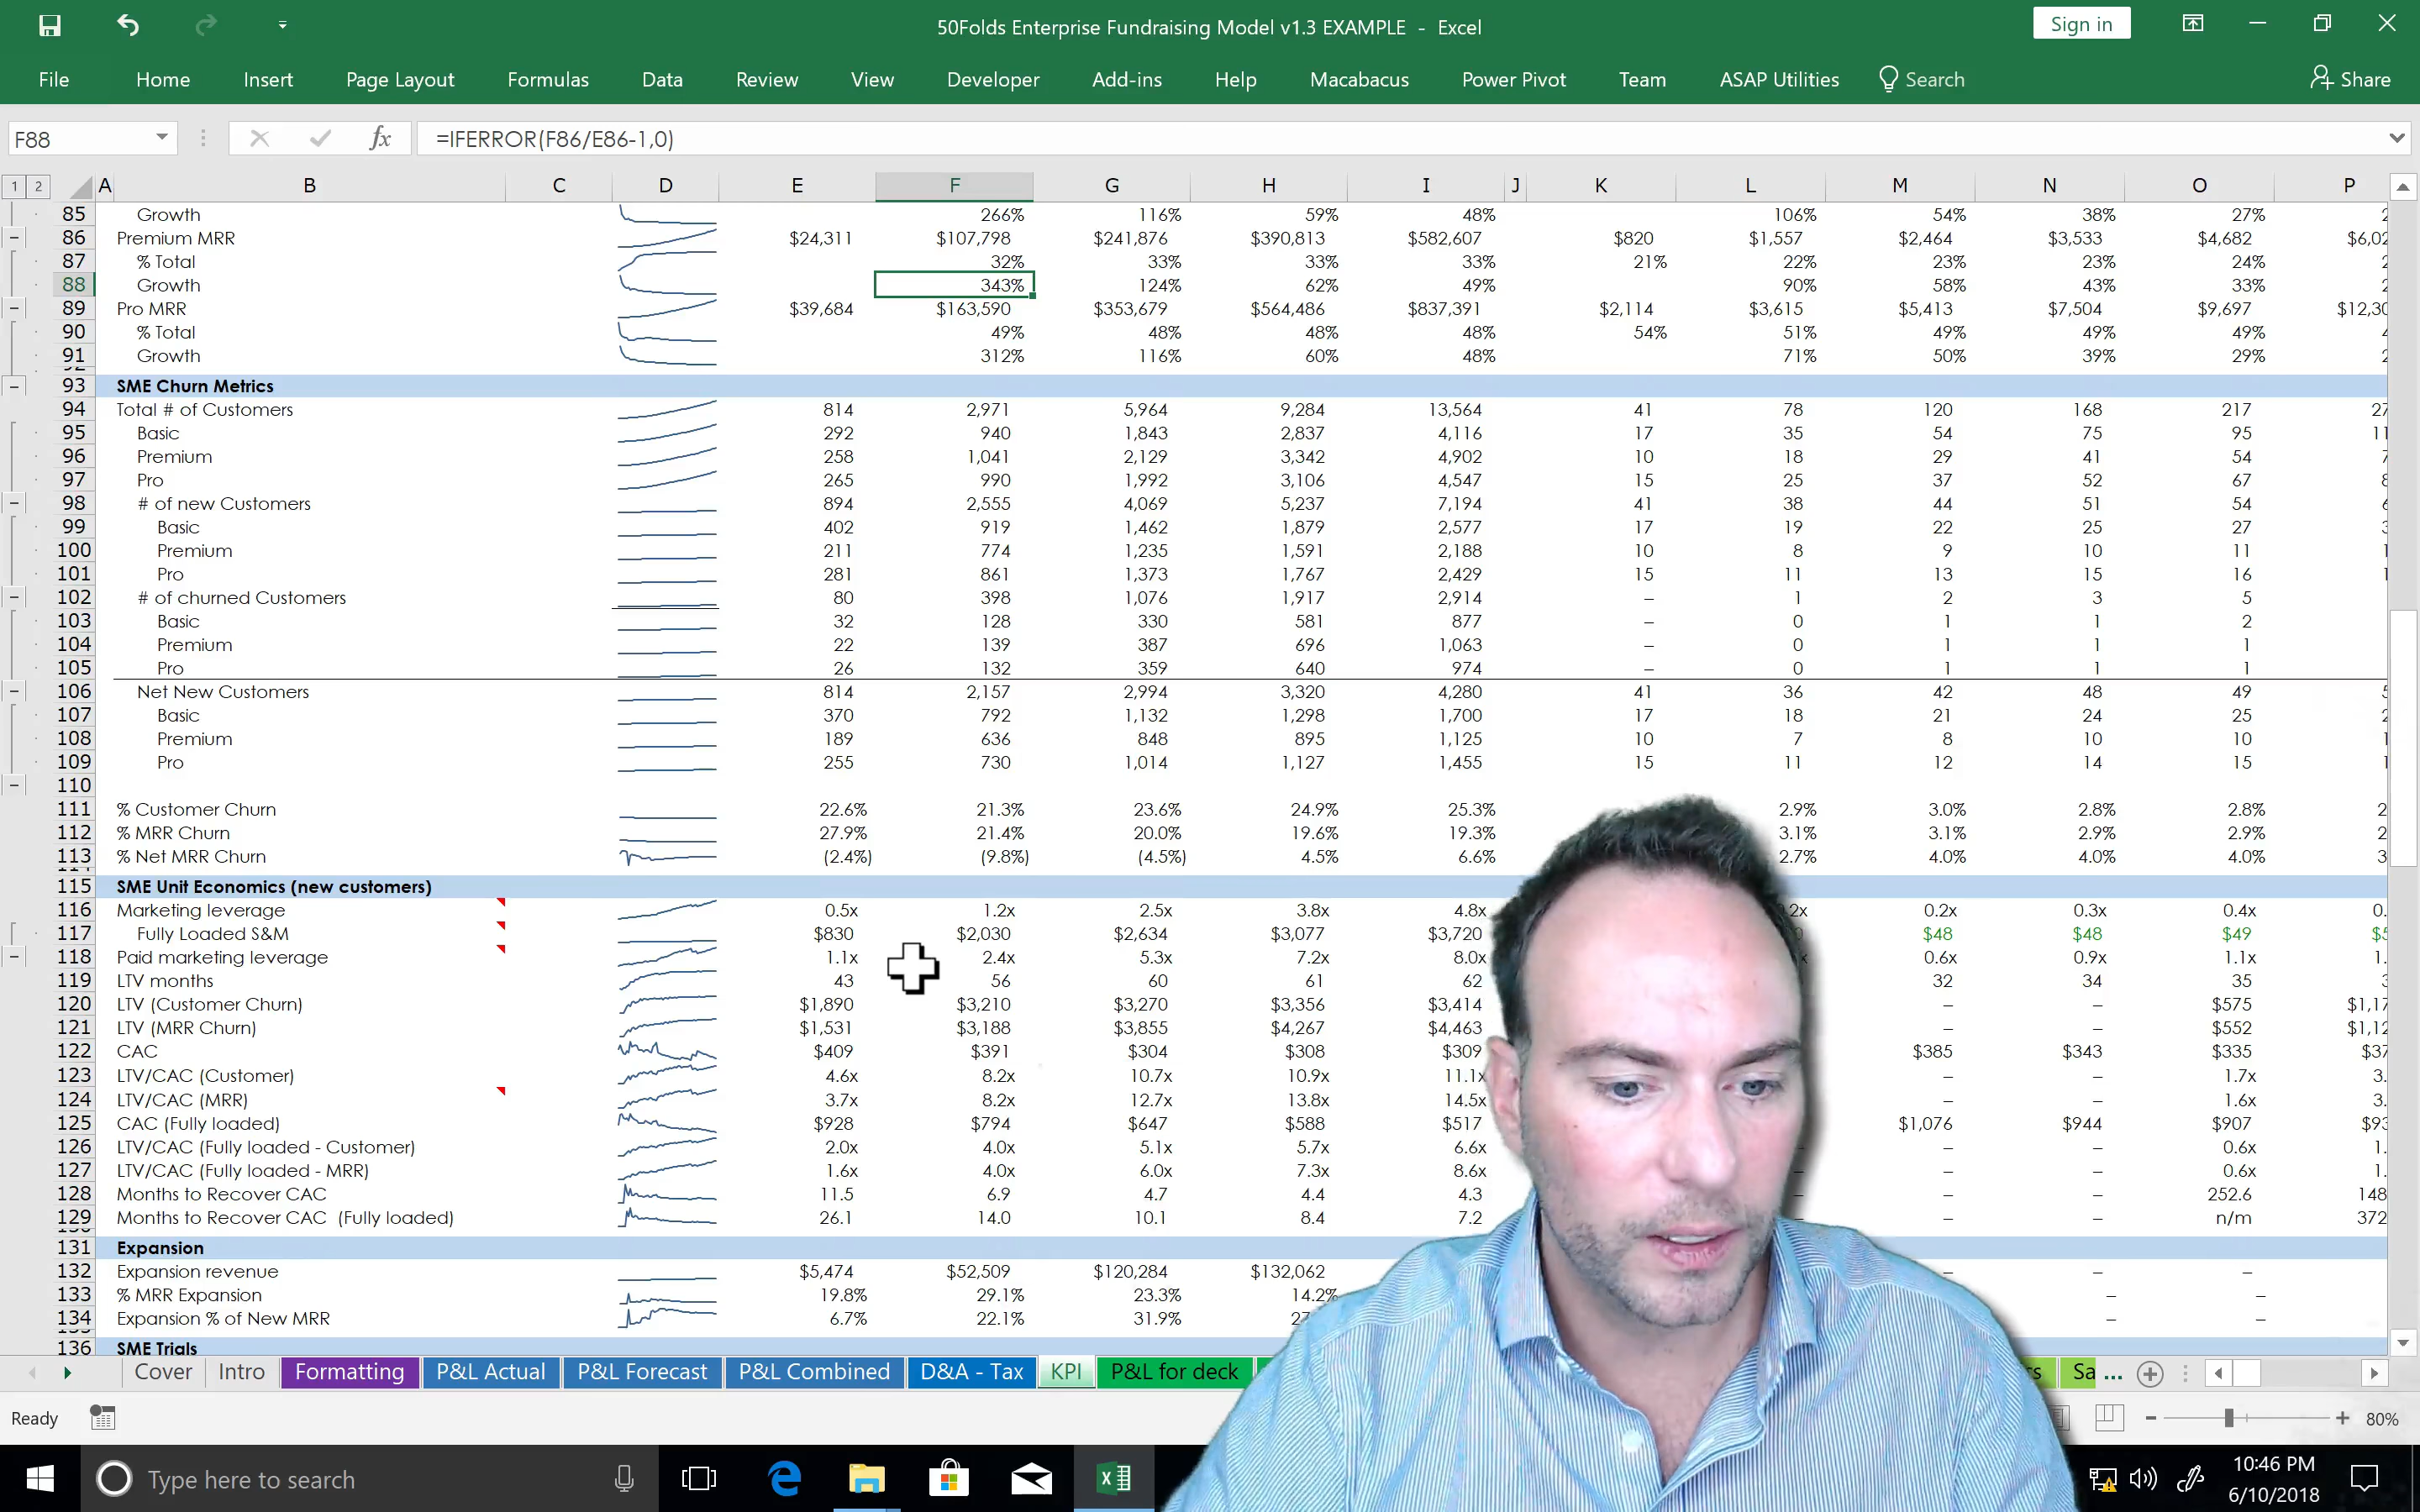 50Folds Enterprise Fundraising Model v1.3 EXAMPLE - Excel Sign in
File Home Insert Page Layout Formulas Data Review View Developer Add-ins Help Macabacus Power Pivot Team ASAP Utilities Search Share
F88 fx =IFERROR(F86/E86-1,0)
1 2 A B C D E F G H I J K L M N O P
85 Growth 266% 116% 59% 48% 106% 54% 38% 27%
86 Premium MRR $24,311 $107,798 $241,876 $390,813 $582,607 $820 $1,557 $2,464 $3,533 $4,682
87 % Total 32% 33% 33% 33% 21% 22% 23% 23% 24%
88 Growth 343% 124% 62% 49% 90% 58% 43% 33%
89 Pro MRR $39,684 $163,590 $353,679 $564,486 $837,391 $2,114 $3,615 $5,413 $7,504 $9,697
90 % Total 49% 48% 48% 48% 54% 51% 49% 49% 49%
91 Growth 312% 116% 60% 48% 71% 50% 39% 29%
93 SME Churn Metrics
94 Total # of Customers 814 2,971 5,964 9,284 13,564 41 78 120 168 217
95 Basic 292 940 1,843 2,837 4,116 17 35 54 75 95
96 Premium 258 1,041 2,129 3,342 4,902 10 18 29 41 54
97 Pro 265 990 1,992 3,106 4,547 15 25 37 52 67
98 # of new Customers 894 2,555 4,069 5,237 7,194 41 38 44 51 54
99 Basic 402 919 1,462 1,879 2,577 17 19 22 25 27
100 Premium 211 774 1,235 1,591 2,188 10 8 9 10 11
101 Pro 281 861 1,373 1,767 2,429 15 11 13 15 16
102 # of churned Customers 80 398 1,076 1,917 2,914 – 1 2 3 5
103 Basic 32 128 330 581 877 – 0 1 1 2
104 Premium 22 139 387 696 1,063 – 0 1 1 1
105 Pro 26 132 359 640 974 – 0 1 1 1
106 Net New Customers 814 2,157 2,994 3,320 4,280 41 36 42 48 49
107 Basic 370 792 1,132 1,298 1,700 17 18 21 24 25
108 Premium 189 636 848 895 1,125 10 7 8 10 10
109 Pro 255 730 1,014 1,127 1,455 15 11 12 14 15
110
111 % Customer Churn 22.6% 21.3% 23.6% 24.9% 25.3% 2.9% 3.0% 2.8% 2.8%
112 % MRR Churn 27.9% 21.4% 20.0% 19.6% 19.3% 3.1% 3.1% 2.9% 2.9%
113 % Net MRR Churn (2.4%) (9.8%) (4.5%) 4.5% 6.6% 2.7% 4.0% 4.0% 4.0%
115 SME Unit Economics (new customers)
116 Marketing leverage 0.5x 1.2x 2.5x 3.8x 4.8x 0.2x 0.3x 0.4x
117 Fully Loaded S&M $830 $2,030 $2,634 $3,077 $3,720 $48 $48 $49
118 Paid marketing leverage 1.1x 2.4x 5.3x 7.2x 8.0x 0.6x 0.9x 1.1x
119 LTV months 43 56 60 61 62 32 34 35
120 LTV (Customer Churn) $1,890 $3,210 $3,270 $3,356 $3,414 – – $575
121 LTV (MRR Churn) $1,531 $3,188 $3,855 $4,267 $4,463 – – $552
122 CAC $409 $391 $304 $308 $309 $385 $343 $335
123 LTV/CAC (Customer) 4.6x 8.2x 10.7x 10.9x 11.1x – – 1.7x
124 LTV/CAC (MRR) 3.7x 8.2x 12.7x 13.8x 14.5x – – 1.6x
125 CAC (Fully loaded) $928 $794 $647 $588 $517 $1,076 $944 $907
126 LTV/CAC (Fully loaded - Customer) 2.0x 4.0x 5.1x 5.7x 6.6x – – 0.6x
127 LTV/CAC (Fully loaded - MRR) 1.6x 4.0x 6.0x 7.3x 8.6x – – 0.6x
128 Months to Recover CAC 11.5 6.9 4.7 4.4 4.3 – – – 252.6
129 Months to Recover CAC (Fully loaded) 26.1 14.0 10.1 8.4 7.2 – – – n/m
131 Expansion
132 Expansion revenue $5,474 $52,509 $120,284 $132,062 – – –
133 % MRR Expansion 19.8% 29.1% 23.3% 14.2% – –
134 Expansion % of New MRR 6.7% 22.1% 31.9% – –
136 SME Trials
Cover Intro Formatting P&L Actual P&L Forecast P&L Combined D&A - Tax KPI P&L for deck Sa ...
Ready 80%
Type here to search 10:46 PM
6/10/2018